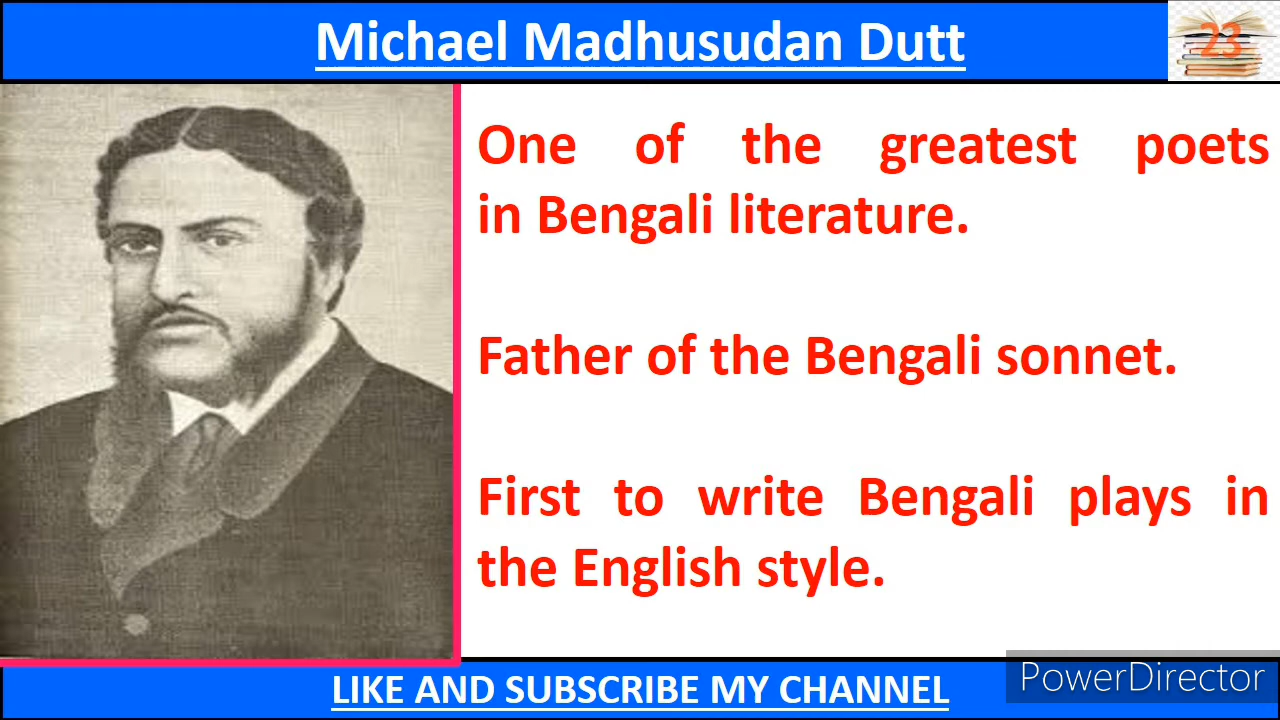 Michael Madhusudan Dutt
23
One of the greatest poets
in Bengali literature.
Father of the Bengali sonnet.
First to write Bengali plays in
the English style.
PowerDirector
LIKE AND SUBSCRIBE MY CHANNEL